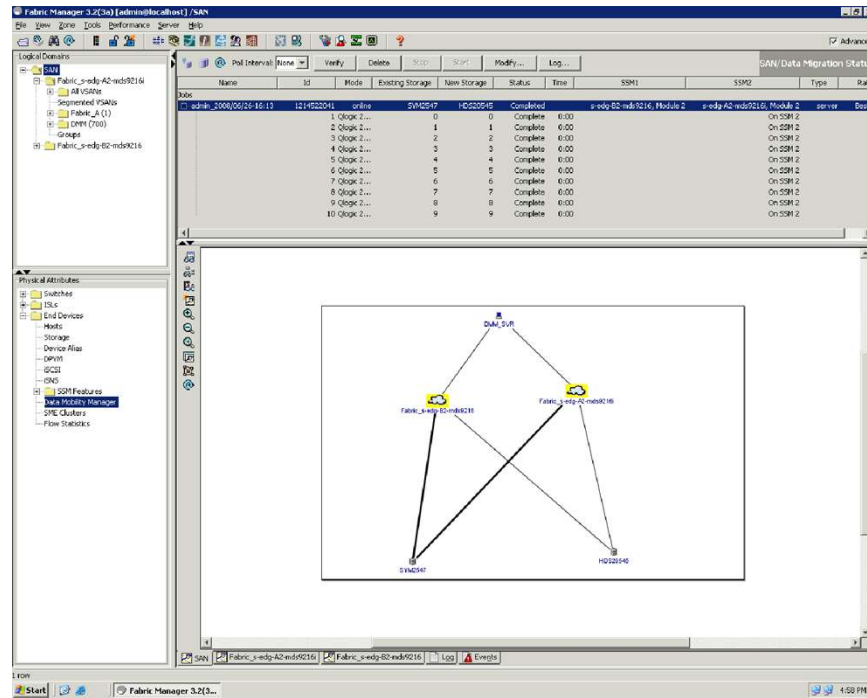 Fabric Manager 3.2(3a) [admin@localhost] /SAN
File View Zone Tools Performance Server Help
Advanc
Logical Domains
SAN
Fabric_s-edg-A2-mds9216i
All VSANs
Segmented VSANs
Fabric_A (1)
DMM (700)
Groups
Fabric_s-edg-B2-mds9216
Poll Interval: None Verify Delete Stop Start Modify... Log... SAN/Data Migration Statu
Name Id Mode Existing Storage New Storage Status Time SSM1 SSM2 Type Rat
Jobs
admin_2008/06/26-16:13 1214522041 online SYM2547 HDS20545 Completed s-edg-B2-mds9216, Module 2 s-edg-A2-mds9216i, Module 2 server Bes
1 Qlogic 2... 0 0 Complete 0:00 On SSM 2
2 Qlogic 2... 1 1 Complete 0:00 On SSM 2
3 Qlogic 2... 2 2 Complete 0:00 On SSM 2
4 Qlogic 2... 3 3 Complete 0:00 On SSM 2
5 Qlogic 2... 4 4 Complete 0:00 On SSM 2
6 Qlogic 2... 5 5 Complete 0:00 On SSM 2
7 Qlogic 2... 6 6 Complete 0:00 On SSM 2
8 Qlogic 2... 7 7 Complete 0:00 On SSM 2
9 Qlogic 2... 8 8 Complete 0:00 On SSM 2
10 Qlogic 2... 9 9 Complete 0:00 On SSM 2
Physical Attributes
Switches
ISLs
End Devices
Hosts
Storage
Device Alias
DPVM
iSCSI
iSNS
SSM Features
Data Mobility Manager
SME Clusters
Flow Statistics
DMM_SVR
Fabric_s-edg-B2-mds9216
Fabric_s-edg-A2-mds9216i
SYM2547
HDS20545
SAN Fabric_s-edg-A2-mds9216i Fabric_s-edg-B2-mds9216 Log Events
1 row
Start Fabric Manager 3.2(3... 4:58 PM